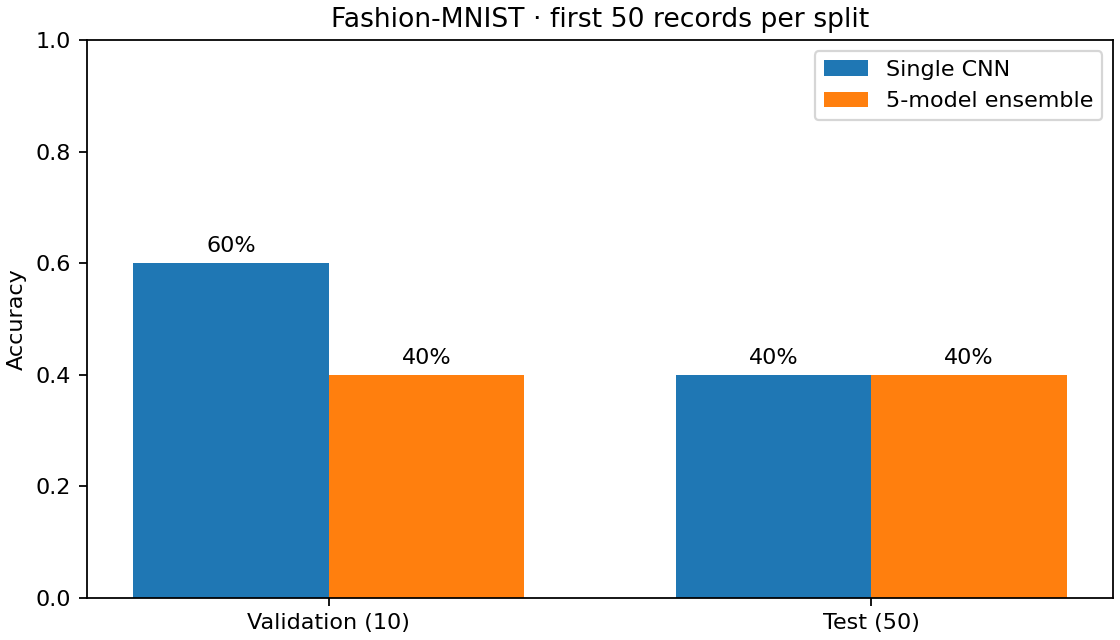 Fashion-MNIST · first 50 records per split
Single CNN
5-model ensemble
Accuracy
1.0
0.8
0.6
0.4
0.2
0.0
60%
40%
40%
40%
Validation (10)
Test (50)